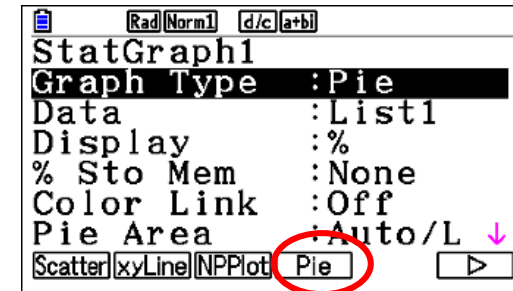 Rad Norm1 d/c a+bi
StatGraph1
Graph Type :Pie
Data :List1
Display :%
% Sto Mem :None
Color Link :Off
Pie Area :Auto/L ↓
Scatter xyLine NPPlot Pie ▷